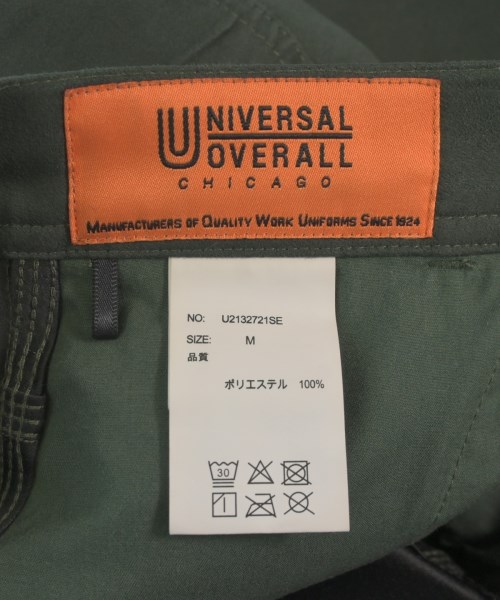 UNIVERSAL
OVERALL
CHICAGO
MANUFACTURERS OF QUALITY WORK UNIFORMS SINCE 1924
NO: U2132721SE
SIZE: M
品質
ポリエステル 100%
30